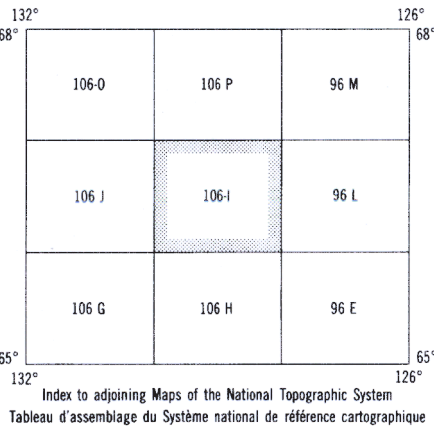 132° 126°
68° 68°
106-O 106 P 96 M
106 J 106-I 96 L
106 G 106 H 96 E
65° 65°
132° 126°
Index to adjoining Maps of the National Topographic System
Tableau d'assemblage du Système national de référence cartographique